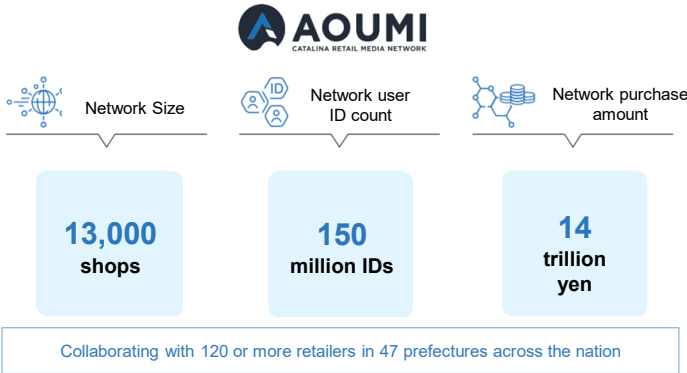 AOUMI
CATALINA RETAIL MEDIA NETWORK
Network Size
ID
Network user
ID count
Network purchase
amount
13,000
shops
150
million IDs
14
trillion
yen
Collaborating with 120 or more retailers in 47 prefectures across the nation